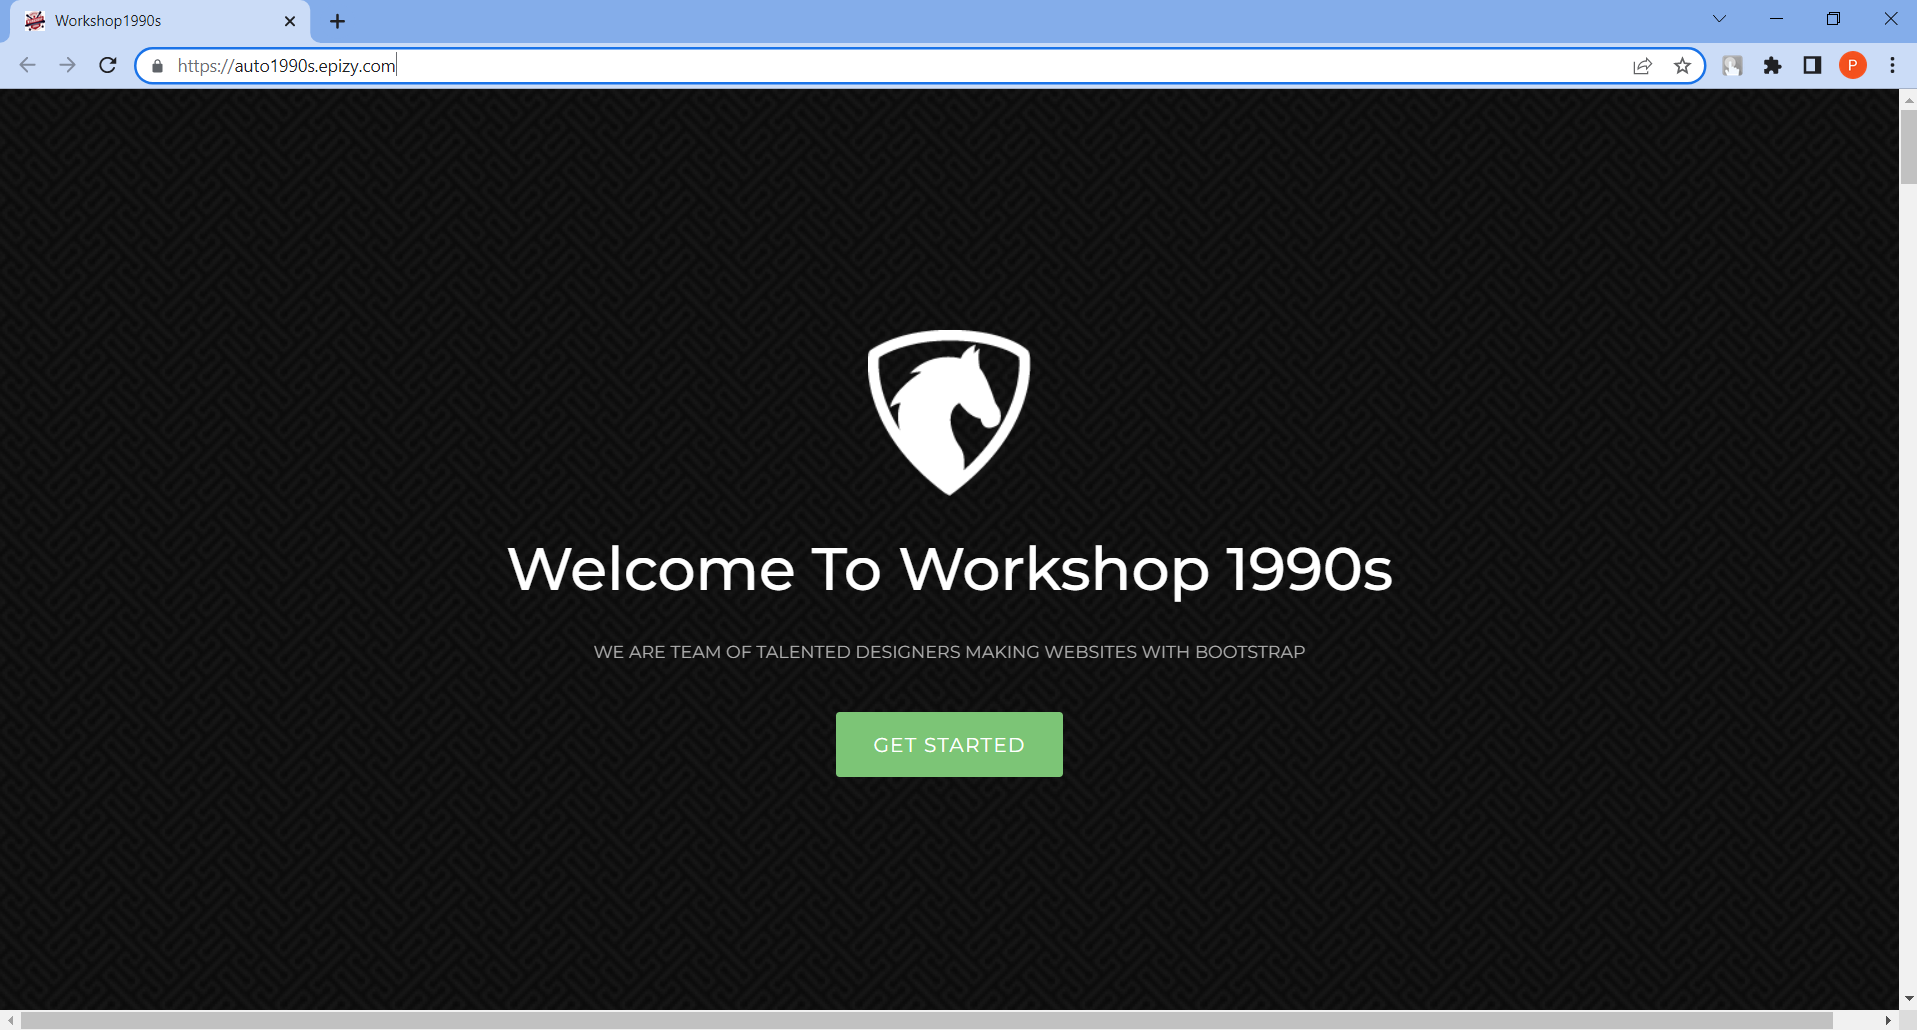 Workshop1990s
https://auto1990s.epizy.com
P
Welcome To Workshop 1990s
WE ARE TEAM OF TALENTED DESIGNERS MAKING WEBSITES WITH BOOTSTRAP
GET STARTED